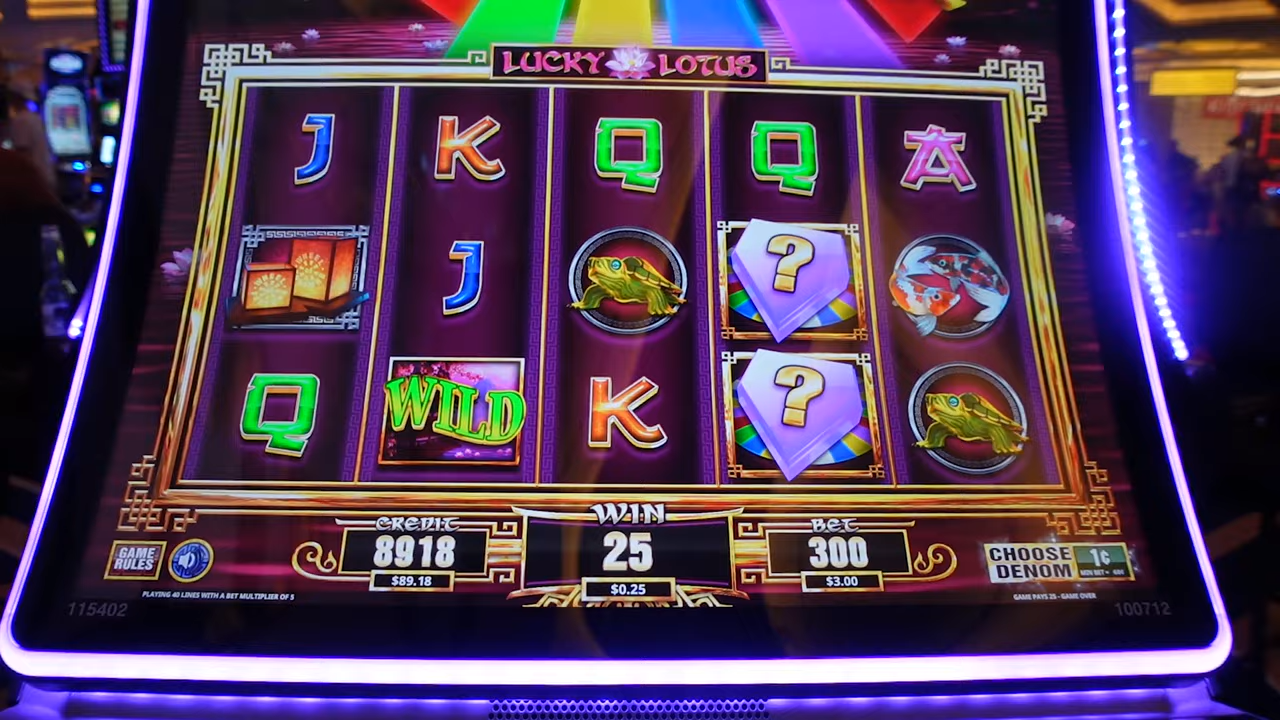 LUCKY LOTUS
J K Q Q A
J ?
Q WILD K ?
CREDIT WIN BET
8918 25 300
$89.18 $0.25 $3.00
GAME RULES
CHOOSE DENOM 1¢
PLAYING 40 LINES WITH A BET MULTIPLIER OF 5
GAME PAYS 25 - GAME OVER
115402 100712